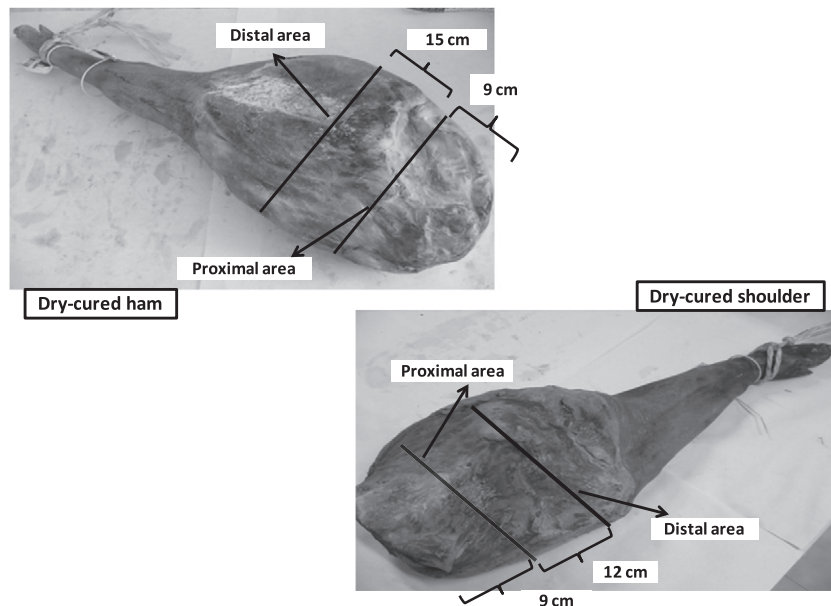 Distal area
15 cm
9 cm
Proximal area
Dry-cured ham
Dry-cured shoulder
Proximal area
Distal area
12 cm
9 cm